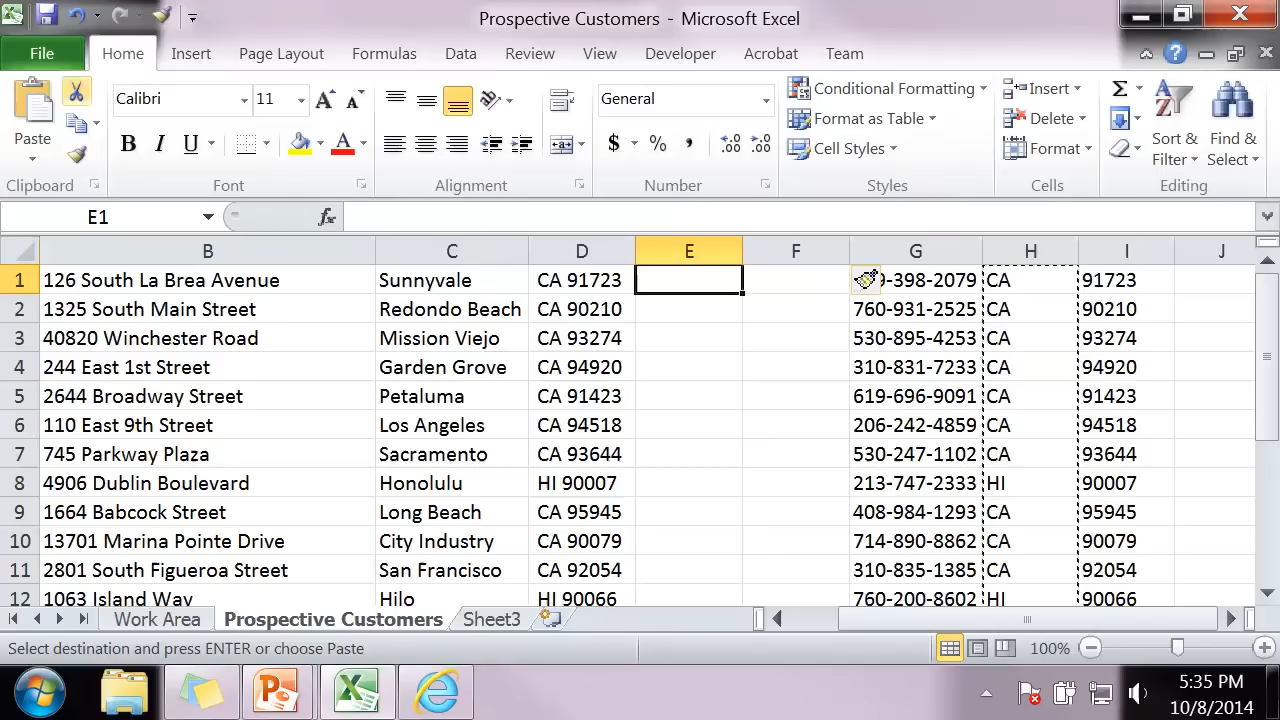 Prospective Customers - Microsoft Excel
File Home Insert Page Layout Formulas Data Review View Developer Acrobat Team
Paste
Clipboard
Calibri 11
B I U
Font
Alignment
General
$ % ,
Number
Conditional Formatting
Format as Table
Cell Styles
Styles
Insert
Delete
Format
Cells
Sort & Filter
Find & Select
Editing
E1 fx
B C D E F G H I J
1 126 South La Brea Avenue Sunnyvale CA 91723 9-398-2079 CA 91723
2 1325 South Main Street Redondo Beach CA 90210 760-931-2525 CA 90210
3 40820 Winchester Road Mission Viejo CA 93274 530-895-4253 CA 93274
4 244 East 1st Street Garden Grove CA 94920 310-831-7233 CA 94920
5 2644 Broadway Street Petaluma CA 91423 619-696-9091 CA 91423
6 110 East 9th Street Los Angeles CA 94518 206-242-4859 CA 94518
7 745 Parkway Plaza Sacramento CA 93644 530-247-1102 CA 93644
8 4906 Dublin Boulevard Honolulu HI 90007 213-747-2333 HI 90007
9 1664 Babcock Street Long Beach CA 95945 408-984-1293 CA 95945
10 13701 Marina Pointe Drive City Industry CA 90079 714-890-8862 CA 90079
11 2801 South Figueroa Street San Francisco CA 92054 310-835-1385 CA 92054
12 1063 Island Way Hilo HI 90066 760-200-8602 HI 90066
Work Area Prospective Customers Sheet3
Select destination and press ENTER or choose Paste 100%
5:35 PM
10/8/2014